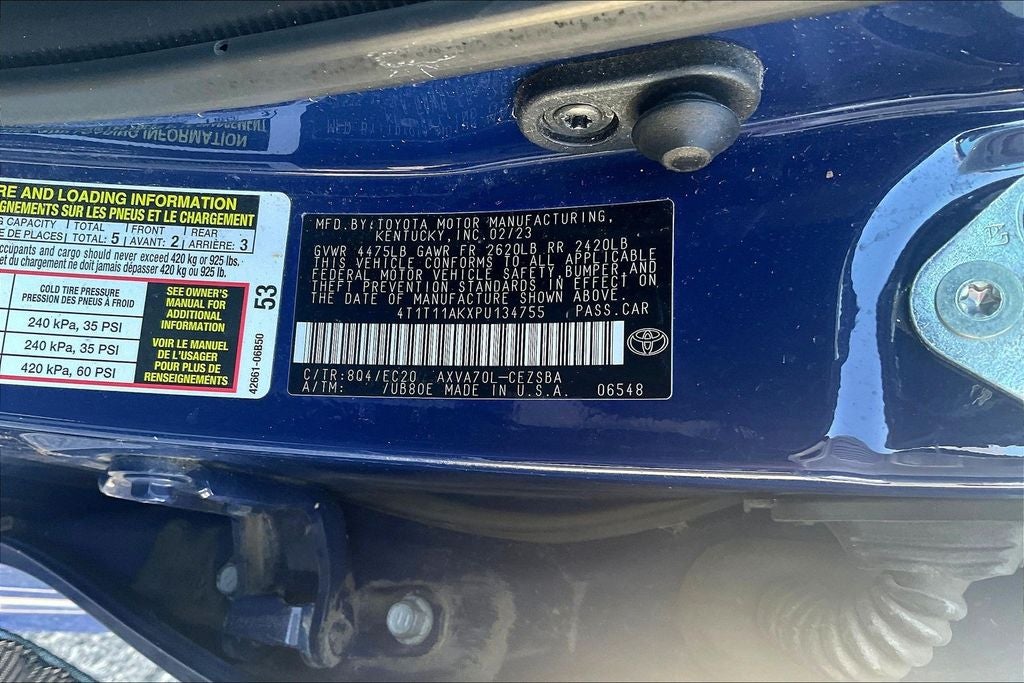 RE AND LOADING INFORMATION
GNEMENTS SUR LES PNEUS ET LE CHARGEMENT
G CAPACITY TOTAL FRONT REAR
DE PLACES: TOTAL: 5 AVANT: 2 ARRIÈRE: 3
occupants and cargo should never exceed 420 kg or 925 lbs.
et du chargement ne doit jamais dépasser 420 kg ou 925 lb.
COLD TIRE PRESSURE
PRESSION DES PNEUS À FROID
240 kPa, 35 PSI
240 kPa, 35 PSI
420 kPa, 60 PSI
SEE OWNER'S
MANUAL FOR
ADDITIONAL
INFORMATION
VOIR LE MANUEL
DE L'USAGER
POUR PLUS DE
RENSEIGNEMENTS
53
42661-06B50
MFD.BY:TOYOTA MOTOR MANUFACTURING,
KENTUCKY,INC.02/23
GVWR 4475LB GAWR FR 2620LB RR 2420LB
THIS VEHICLE CONFORMS TO ALL APPLICABLE
FEDERAL MOTOR VEHICLE SAFETY,BUMPER,AND
THEFT PREVENTION STANDARDS IN EFFECT ON
THE DATE OF MANUFACTURE SHOWN ABOVE.
4T1T11AKXPU134755 PASS.CAR
C/TR:8Q4/EC20 AXVA70L-CEZSBA
A/TM: /UB80E MADE IN U.S.A. 06548